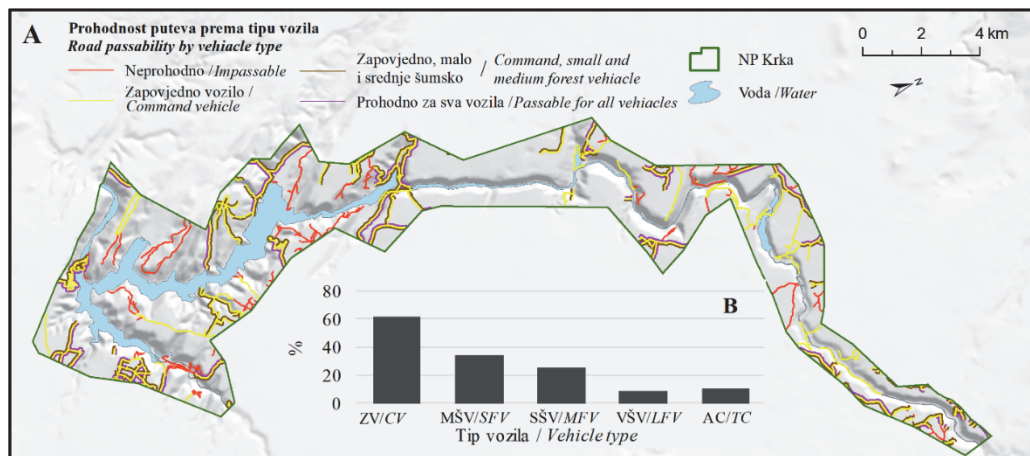 A
Prohodnost puteva prema tipu vozila
Road passability by vehiacle type
Neprohodno / Impassable
Zapovjedno vozilo /
Command vehicle
Zapovjedno, malo
i srednje šumsko / Command, small and
medium forest vehiacle
Prohodno za sva vozila / Passable for all vehiacles
NP Krka
Voda / Water
0 2 4 km
Z
B
80
60
40
20
0
%
ZV/CV MŠV/SFV SŠV/MFV VŠV/LFV AC/TC
Tip vozila / Vehicle type